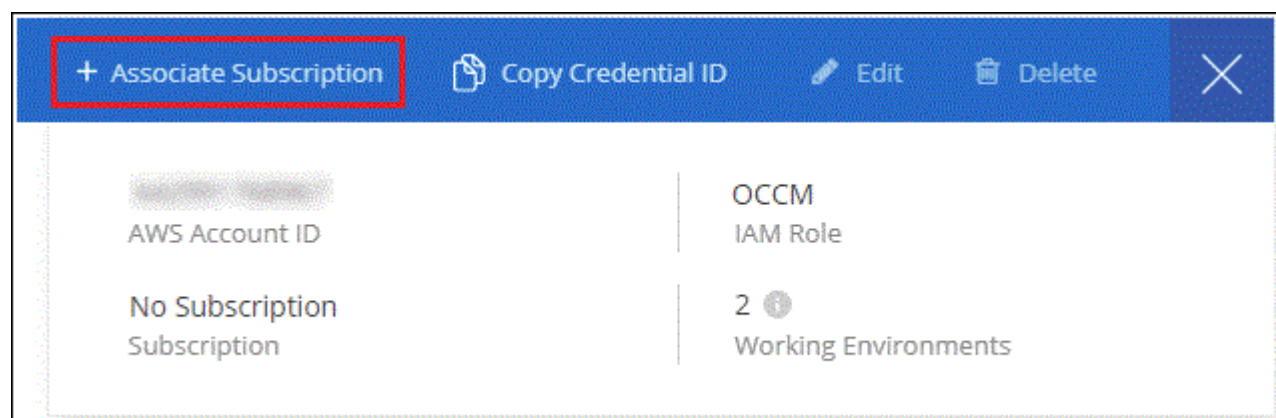 + Associate Subscription Copy Credential ID Edit Delete
AWS Account ID
OCCM
IAM Role
No Subscription
Subscription
2
Working Environments